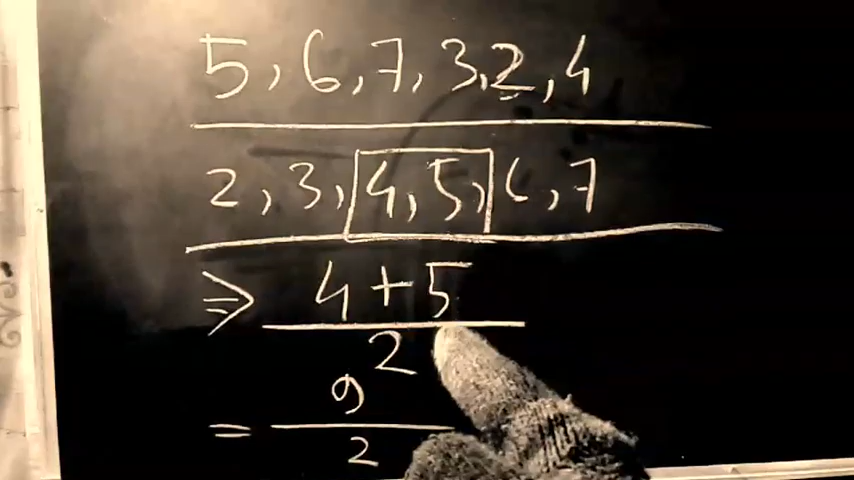 5, 6, 7, 3, 2, 4
2, 3, 4, 5, 6, 7
⇒ 4 + 5
2
= 9
2